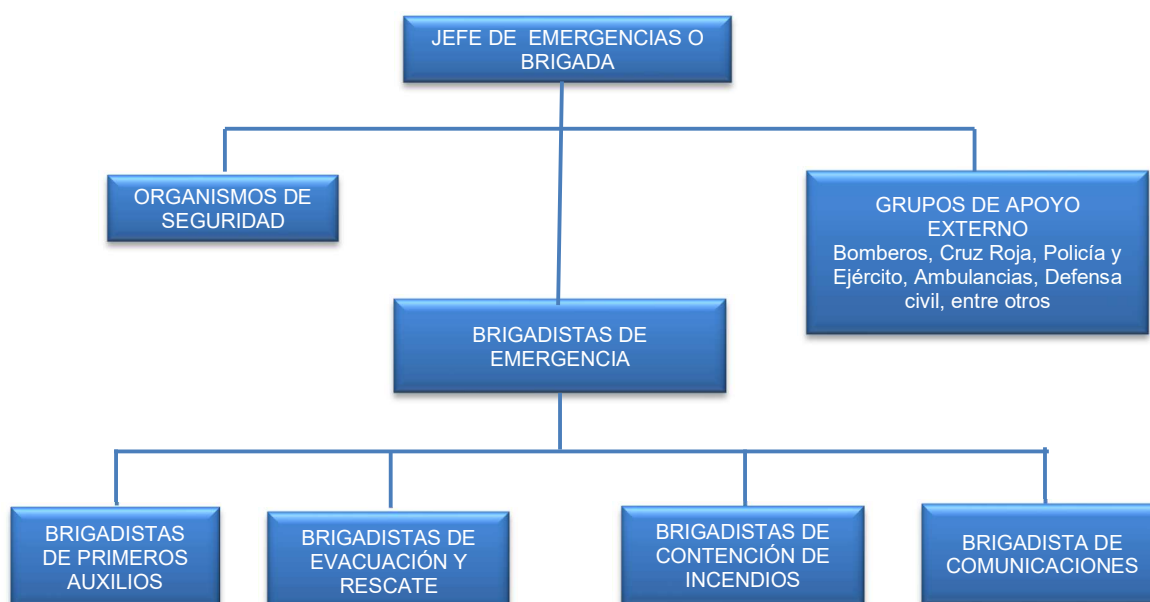 JEFE DE EMERGENCIAS O
BRIGADA
ORGANISMOS DE
SEGURIDAD
GRUPOS DE APOYO
EXTERNO
Bomberos, Cruz Roja, Policía y
Ejército, Ambulancias, Defensa
civil, entre otros
BRIGADISTAS DE
EMERGENCIA
BRIGADISTAS
DE PRIMEROS
AUXILIOS
BRIGADISTAS DE
EVACUACIÓN Y
RESCATE
BRIGADISTAS DE
CONTENCIÓN DE
INCENDIOS
BRIGADISTA DE
COMUNICACIONES